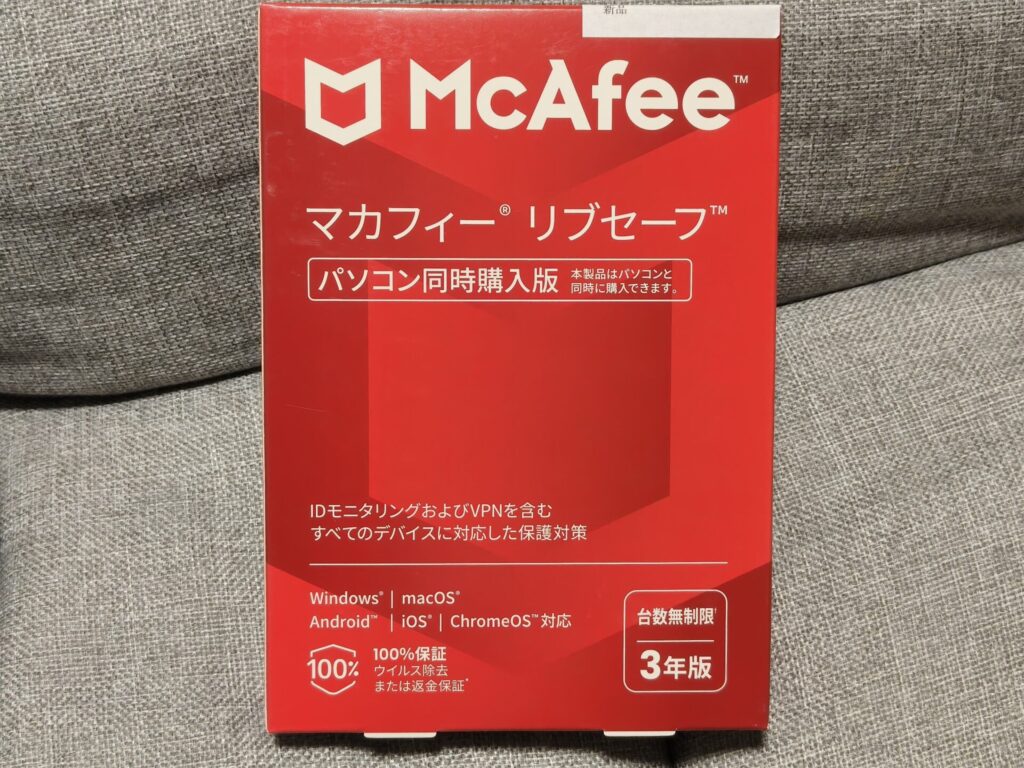 新品
McAfee™
マカフィー® リブセーフ™
パソコン同時購入版
本製品はパソコンと
同時に購入できます。
IDモニタリングおよびVPNを含む
すべてのデバイスに対応した保護対策
Windows® | macOS®
Android™ | iOS® | ChromeOS™ 対応
100%
100%保証
ウイルス除去
または返金保証*
台数無制限†
3年版